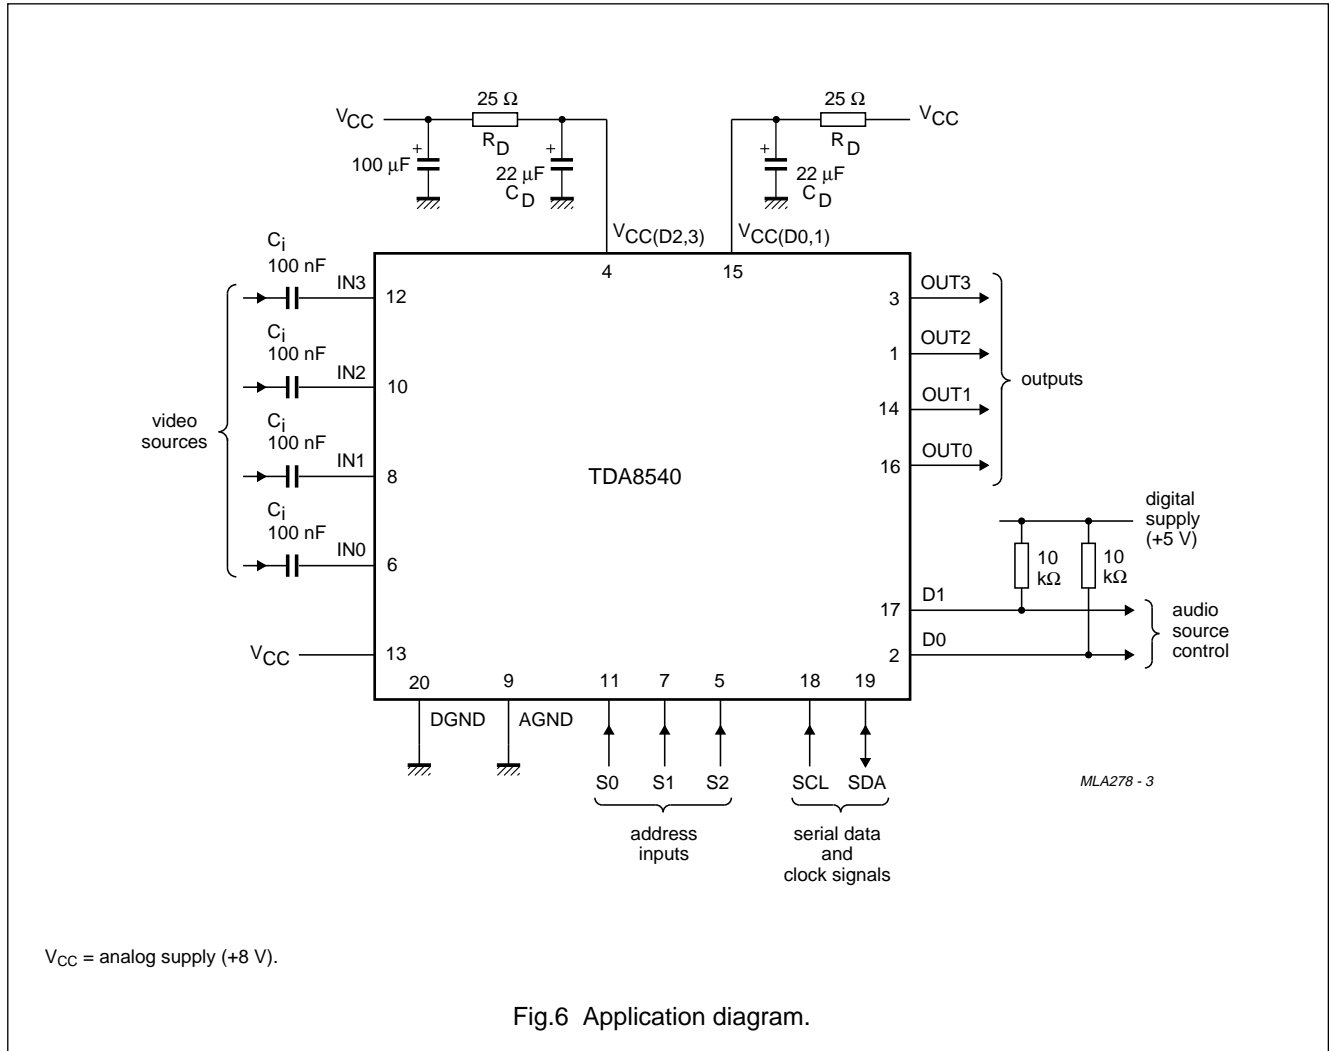 25 Ω
25 Ω
VCC
VCC
RD
RD
+
+
+
100 µF
22 µF
CD
22 µF
CD
VCC(D2,3)
VCC(D0,1)
4
15
Ci
100 nF
IN3
12
3
OUT3
Ci
100 nF
IN2
10
1
OUT2
outputs
video
sources
Ci
100 nF
IN1
8
14
OUT1
16
OUT0
TDA8540
Ci
100 nF
IN0
6
digital
supply
(+5 V)
10
kΩ
10
kΩ
17
D1
2
D0
audio
source
control
VCC
13
20
9
11
7
5
18
19
DGND
AGND
S0
S1
S2
SCL
SDA
MLA278 - 3
address
inputs
serial data
and
clock signals
VCC = analog supply (+8 V).
Fig.6 Application diagram.